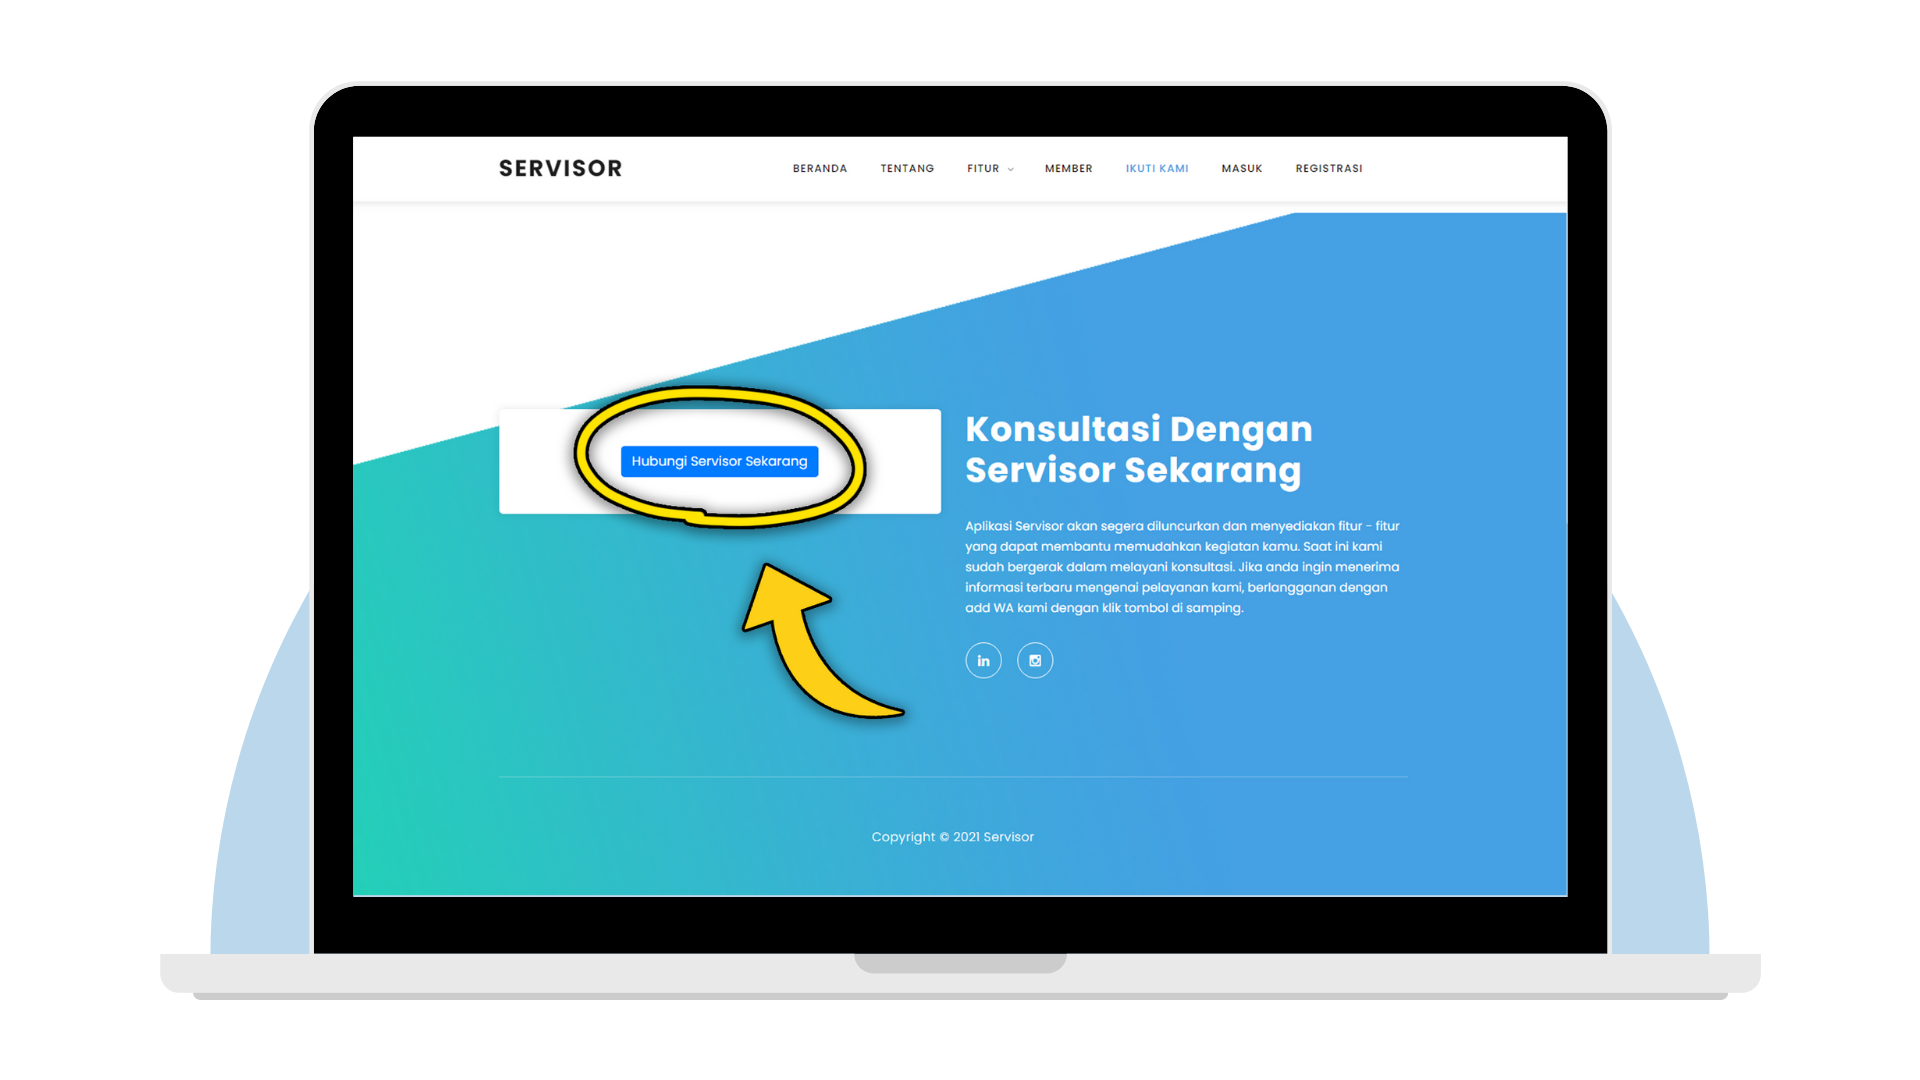 SERVISOR
BERANDA TENTANG FITUR MEMBER IKUTI KAMI MASUK REGISTRASI
Hubungi Servisor Sekarang
Konsultasi Dengan
Servisor Sekarang
Aplikasi Servisor akan segera diluncurkan dan menyediakan fitur - fitur
yang dapat membantu memudahkan kegiatan kamu. Saat ini kami
sudah bergerak dalam melayani konsultasi. Jika anda ingin menerima
informasi terbaru mengenai pelayanan kami, berlangganan dengan
add WA kami dengan klik tombol di samping.
in
Copyright © 2021 Servisor